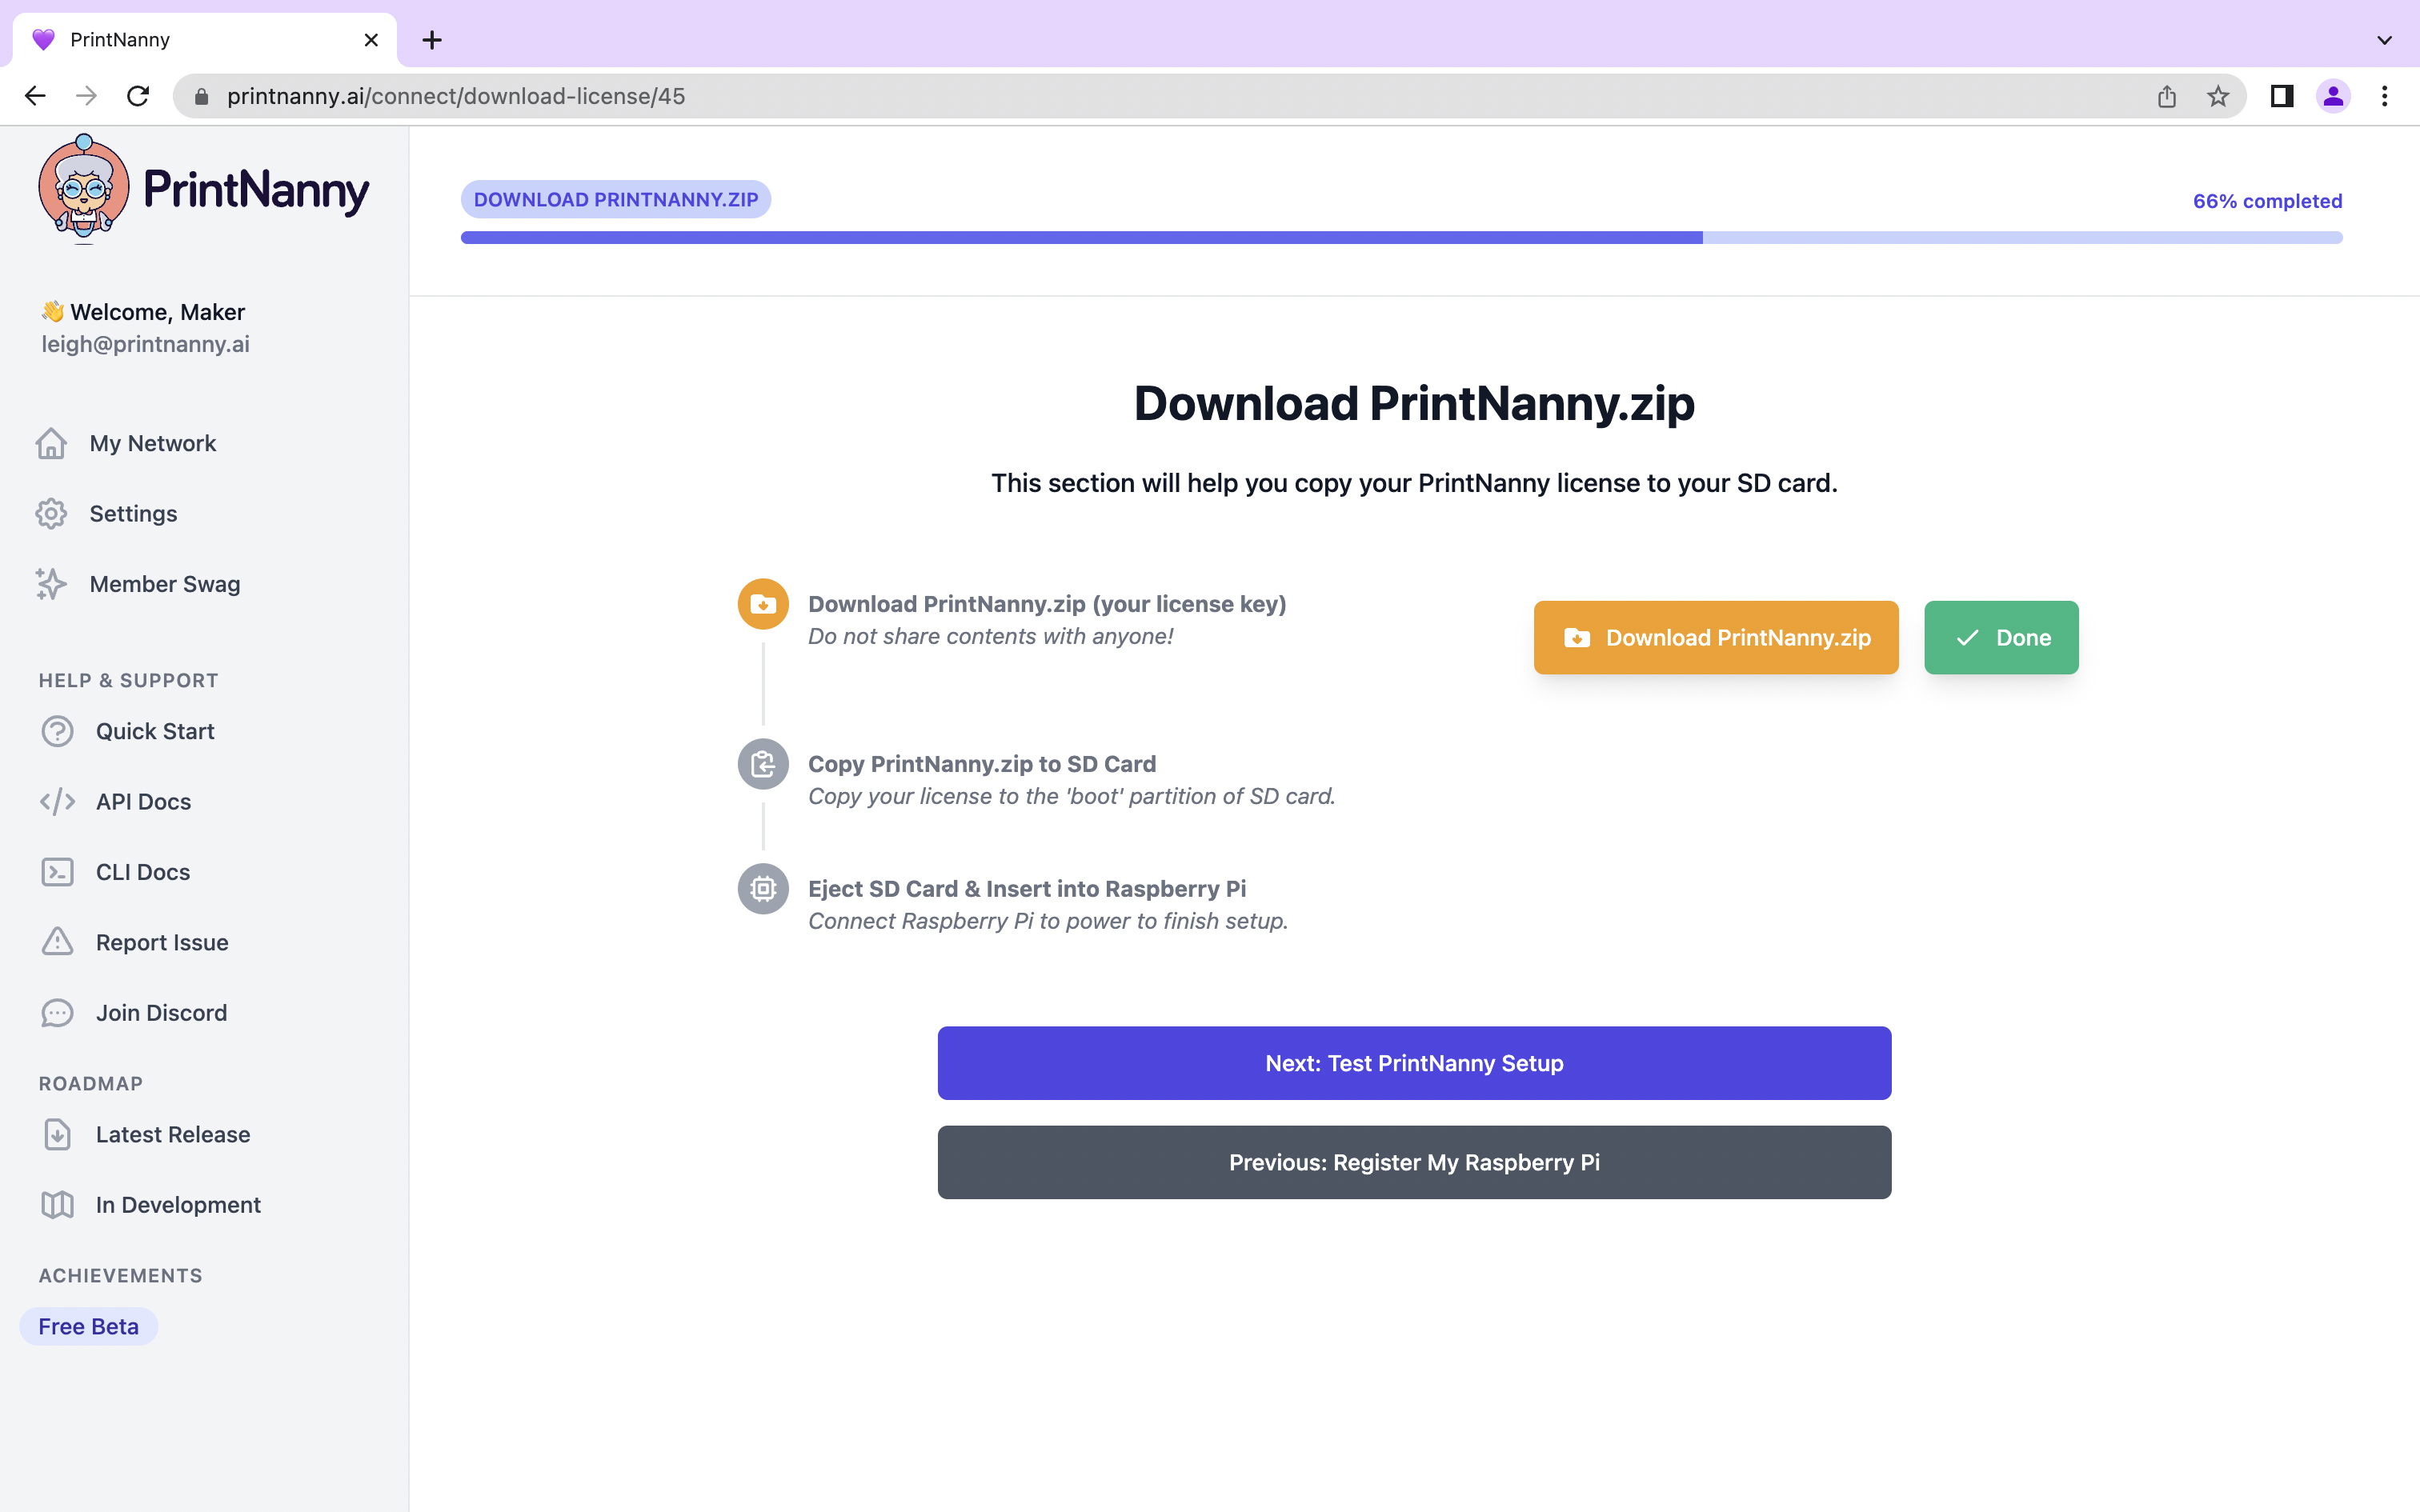 PrintNanny
printnanny.ai/connect/download-license/45
PrintNanny
👋 Welcome, Maker
leigh@printnanny.ai
My Network
Settings
Member Swag
HELP & SUPPORT
Quick Start
API Docs
CLI Docs
Report Issue
Join Discord
ROADMAP
Latest Release
In Development
ACHIEVEMENTS
Free Beta
DOWNLOAD PRINTNANNY.ZIP
66% completed
Download PrintNanny.zip
This section will help you copy your PrintNanny license to your SD card.
Download PrintNanny.zip (your license key)
Do not share contents with anyone!
Download PrintNanny.zip
Done
Copy PrintNanny.zip to SD Card
Copy your license to the 'boot' partition of SD card.
Eject SD Card & Insert into Raspberry Pi
Connect Raspberry Pi to power to finish setup.
Next: Test PrintNanny Setup
Previous: Register My Raspberry Pi